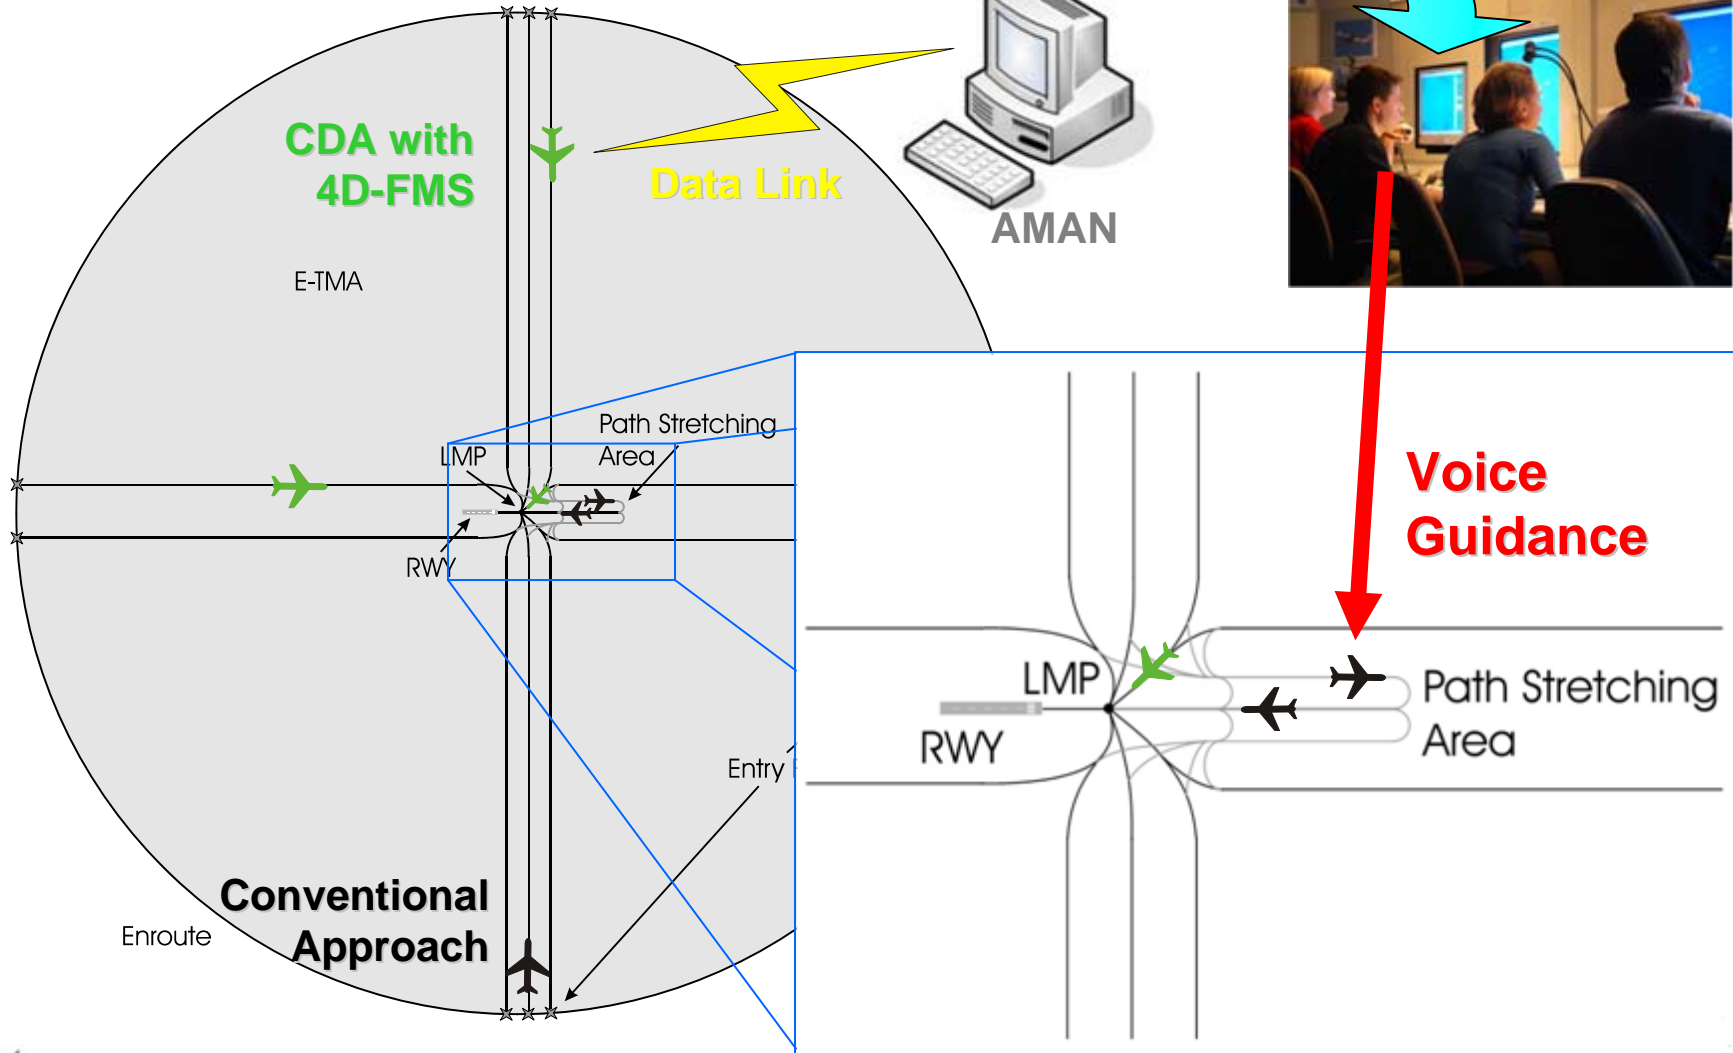 CDA with
4D-FMS
Data Link
AMAN
E-TMA
Path Stretching
Area
LMP
RWY
Voice
Guidance
LMP
RWY
Path Stretching
Area
Entry
Conventional
Approach
Enroute